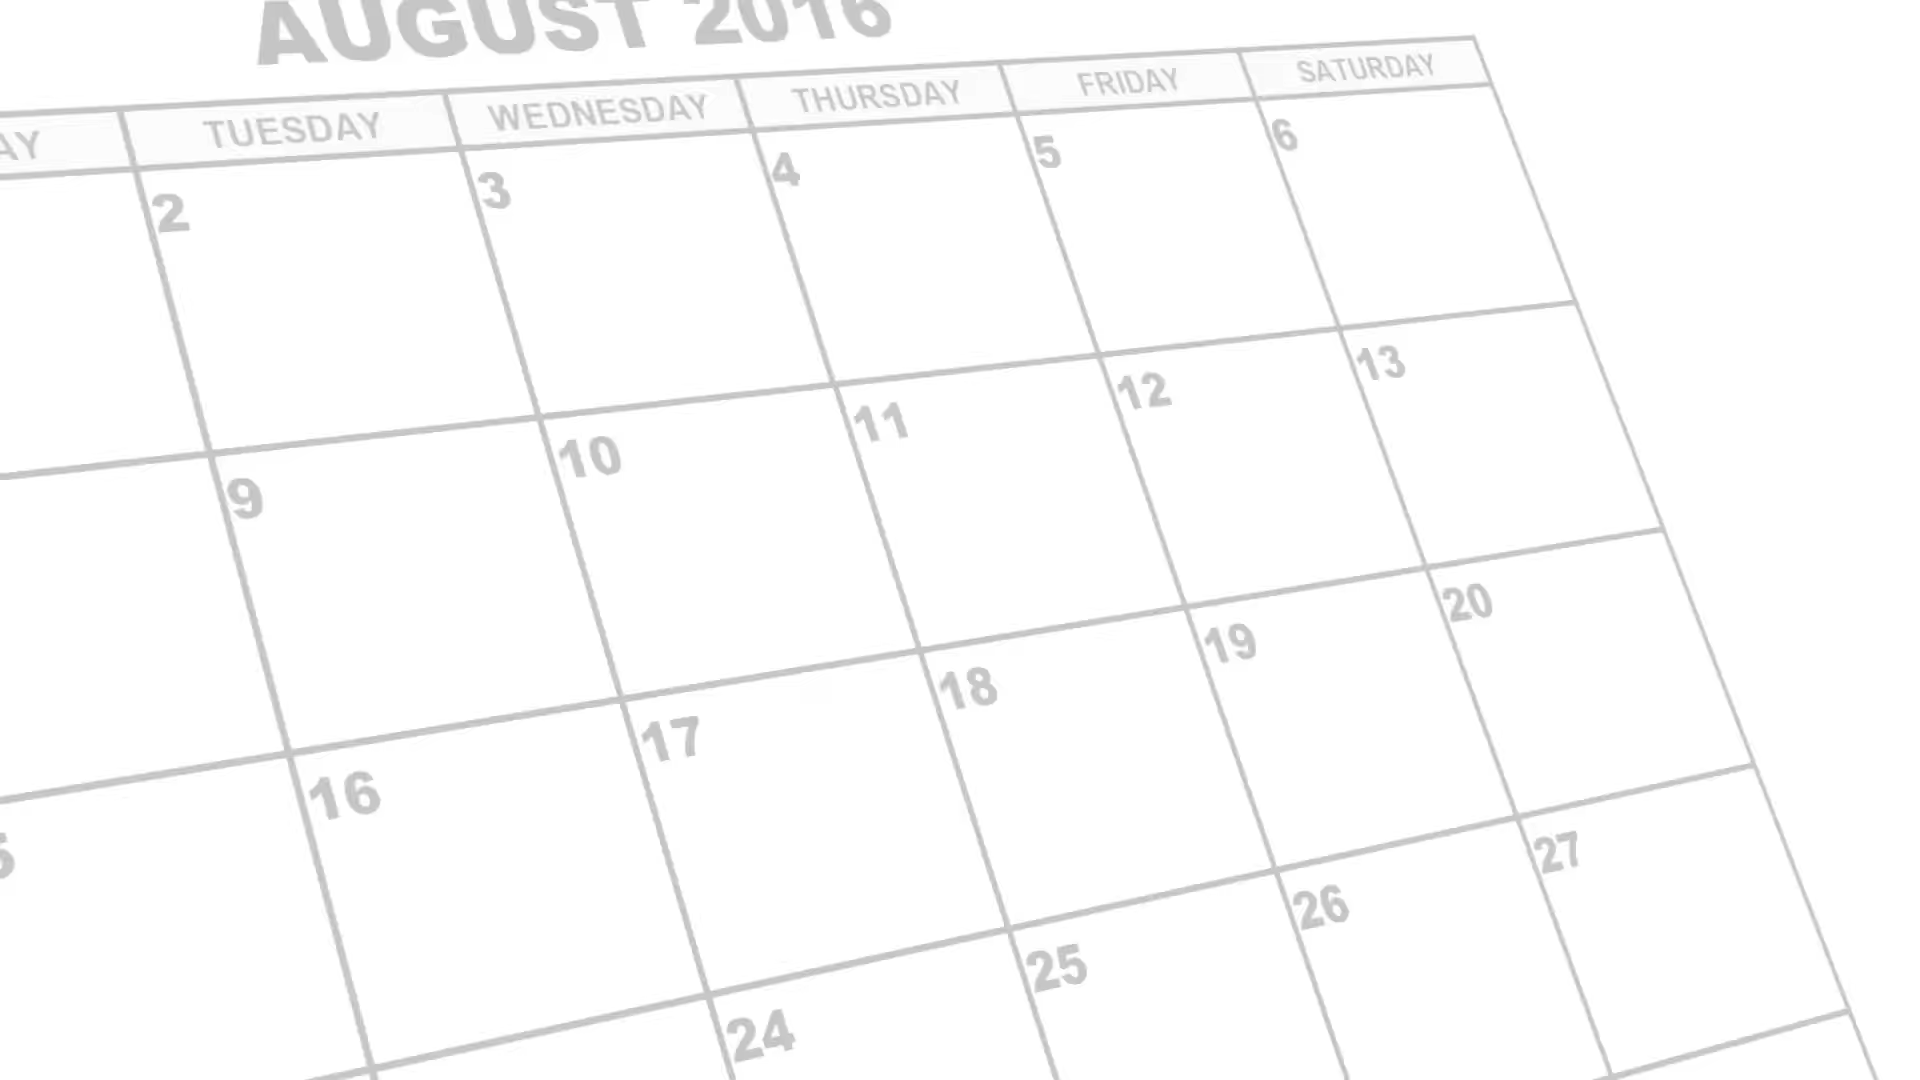 AUGUST 2016
TUESDAY WEDNESDAY THURSDAY FRIDAY SATURDAY
2 3 4 5 6
9 10 11 12 13
16 17 18 19 20
24 25 26 27